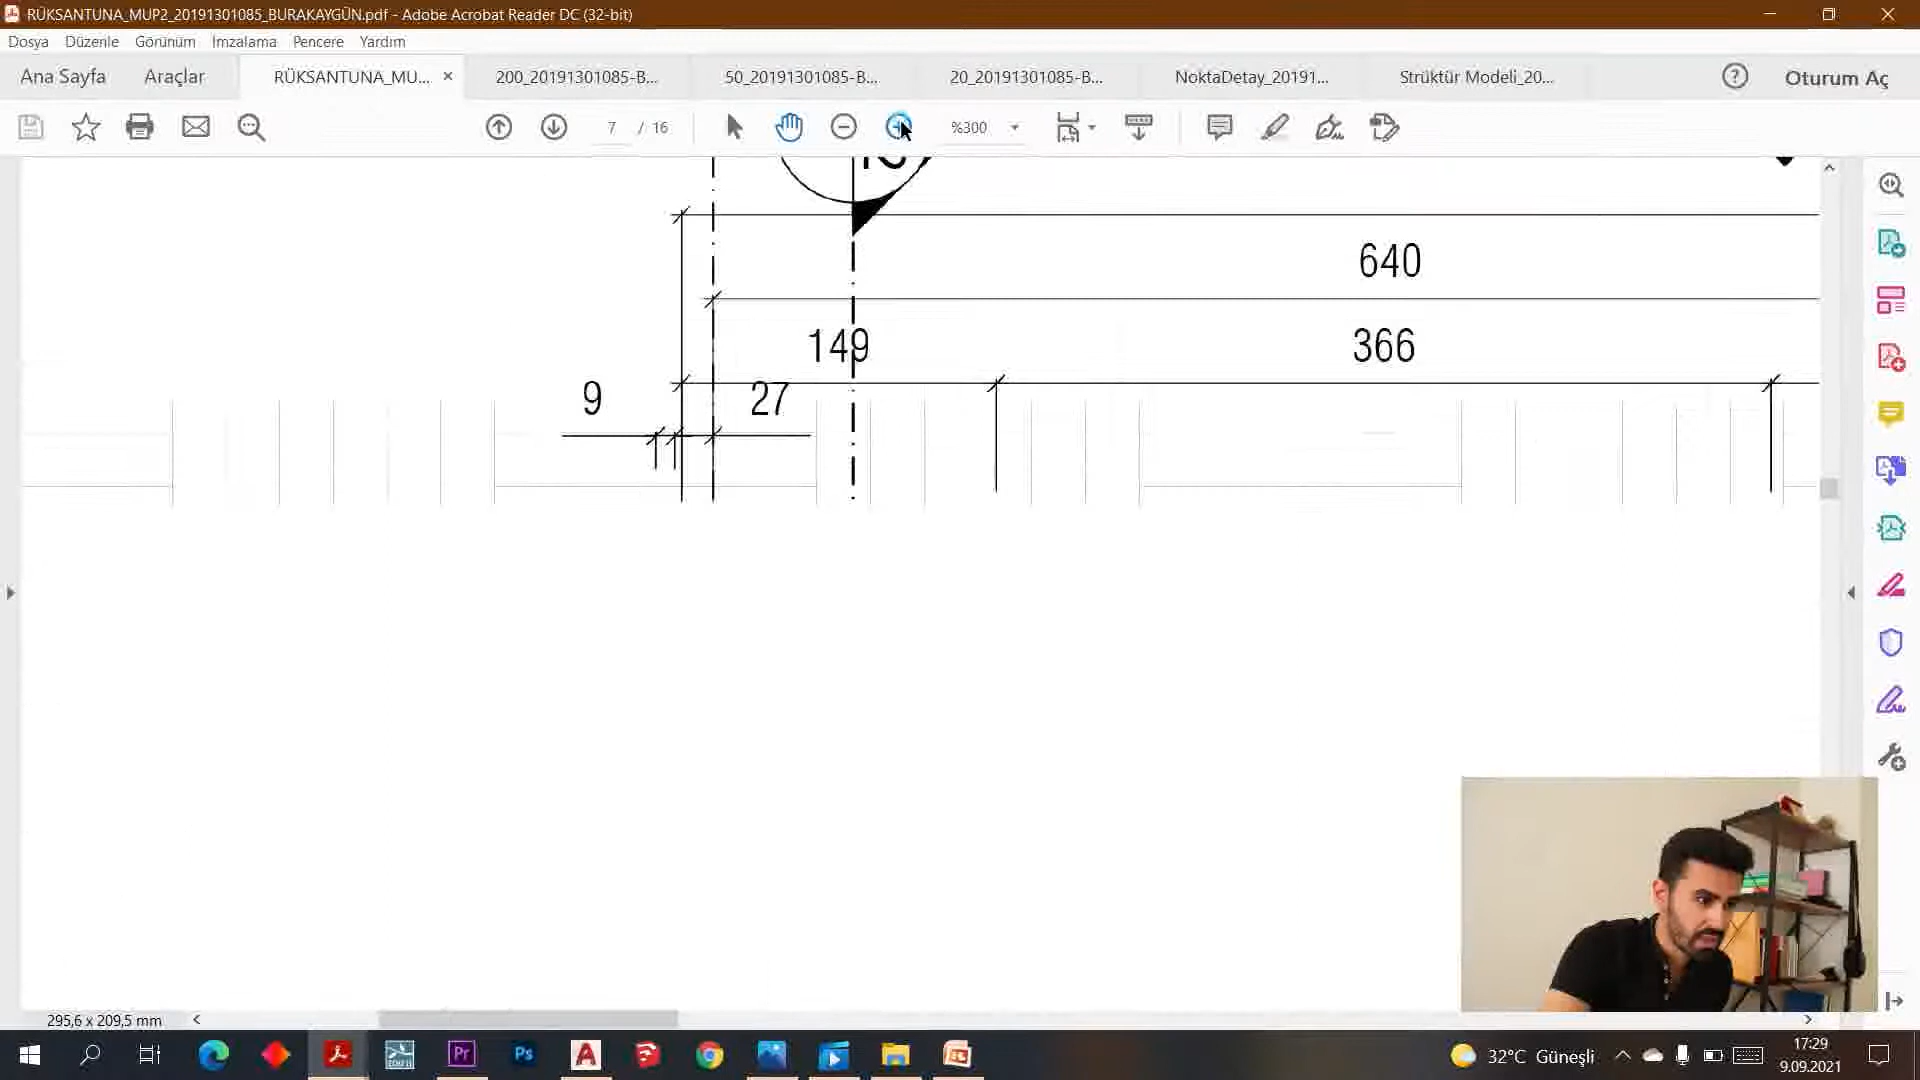 RÜKSANTUNA_MUP2_20191301085_BURAKAYGÜN.pdf - Adobe Acrobat Reader DC (32-bit)
Dosya Düzenle Görünüm İmzalama Pencere Yardım
Ana Sayfa Araçlar RÜKSANTUNA_MU... 200_20191301085-B... 50_20191301085-B... 20_20191301085-B... NoktaDetay_20191... Strüktür Modeli_20... Oturum Aç
7 / 16 %300
640
149 366
9 27
295,6 x 209,5 mm
Pr Ps A
32°C Güneşli 17:29
9.09.2021